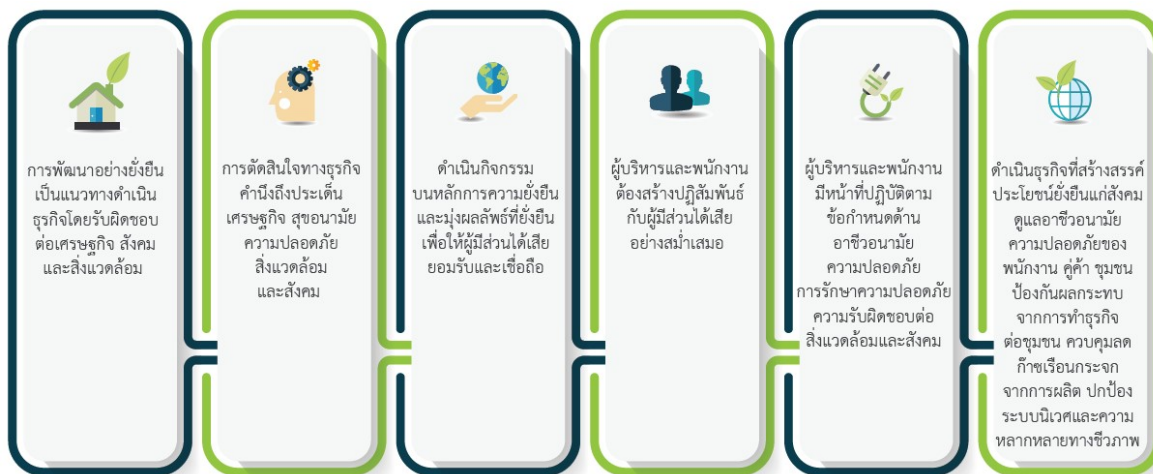 การพัฒนาอย่างยั่งยืน
เป็นแนวทางดำเนิน
ธุรกิจโดยรับผิดชอบ
ต่อเศรษฐกิจ สังคม
และสิ่งแวดล้อม
การตัดสินใจทางธุรกิจ
คำนึงถึงประเด็น
เศรษฐกิจ สุขอนามัย
ความปลอดภัย
สิ่งแวดล้อม
และสังคม
ดำเนินกิจกรรม
บนหลักการความยั่งยืน
และมุ่งผลลัพธ์ที่ยั่งยืน
เพื่อให้ผู้มีส่วนได้เสีย
ยอมรับและเชื่อถือ
ผู้บริหารและพนักงาน
ต้องสร้างปฏิสัมพันธ์
กับผู้มีส่วนได้เสีย
อย่างสม่ำเสมอ
ผู้บริหารและพนักงาน
มีหน้าที่ปฏิบัติตาม
ข้อกำหนดด้าน
อาชีวอนามัย
ความปลอดภัย
การรักษาความปลอดภัย
ความรับผิดชอบต่อ
สิ่งแวดล้อมและสังคม
ดำเนินธุรกิจที่สร้างสรรค์
ประโยชน์ยั่งยืนแก่สังคม
ดูแลอาชีวอนามัย
ความปลอดภัยของ
พนักงาน คู่ค้า ชุมชน
ป้องกันผลกระทบ
จากการทำธุรกิจ
ต่อชุมชน ควบคุมลด
ก๊าซเรือนกระจก
จากการผลิต ปกป้อง
ระบบนิเวศและความ
หลากหลายทางชีวภาพ